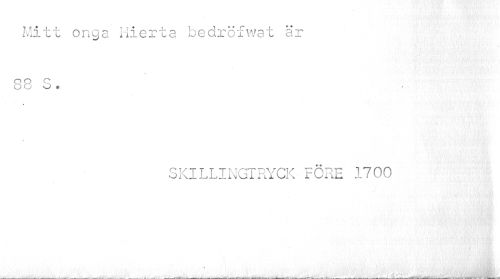 Mitt onga Hierta bedröfwat är
88 S.
SKILLINGTRYCK FÖRE 1700